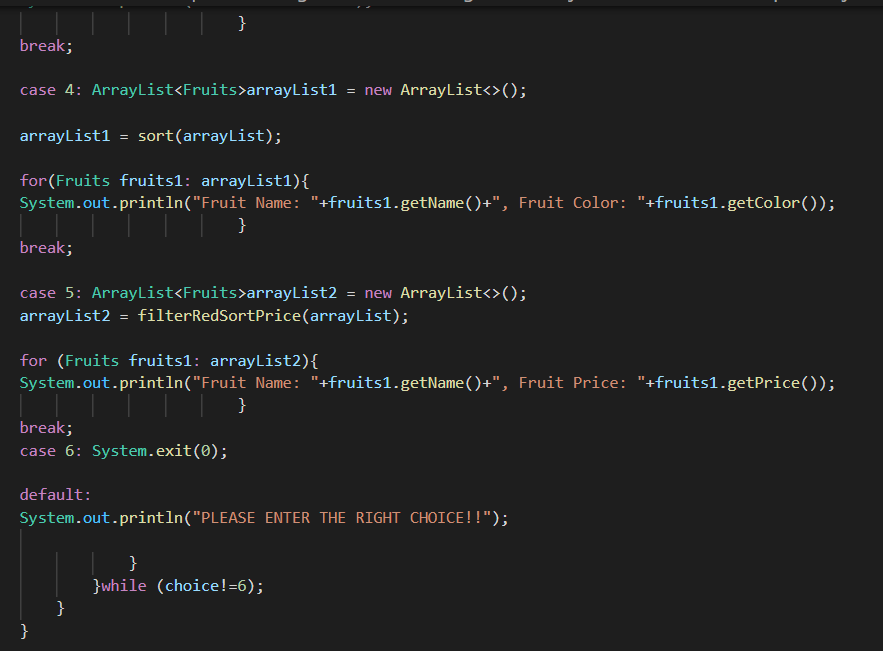 }
break;
case 4: ArrayList<Fruits>arrayList1 = new ArrayList<>();
arrayList1 = sort(arrayList);
for(Fruits fruits1: arrayList1){
System.out.println("Fruit Name: "+fruits1.getName()+", Fruit Color: "+fruits1.getColor());
}
break;
case 5: ArrayList<Fruits>arrayList2 = new ArrayList<>();
arrayList2 = filterRedSortPrice(arrayList);
for (Fruits fruits1: arrayList2){
System.out.println("Fruit Name: "+fruits1.getName()+", Fruit Price: "+fruits1.getPrice());
}
break;
case 6: System.exit(0);
default:
System.out.println("PLEASE ENTER THE RIGHT CHOICE!!");
}
}while (choice!=6);
}
}